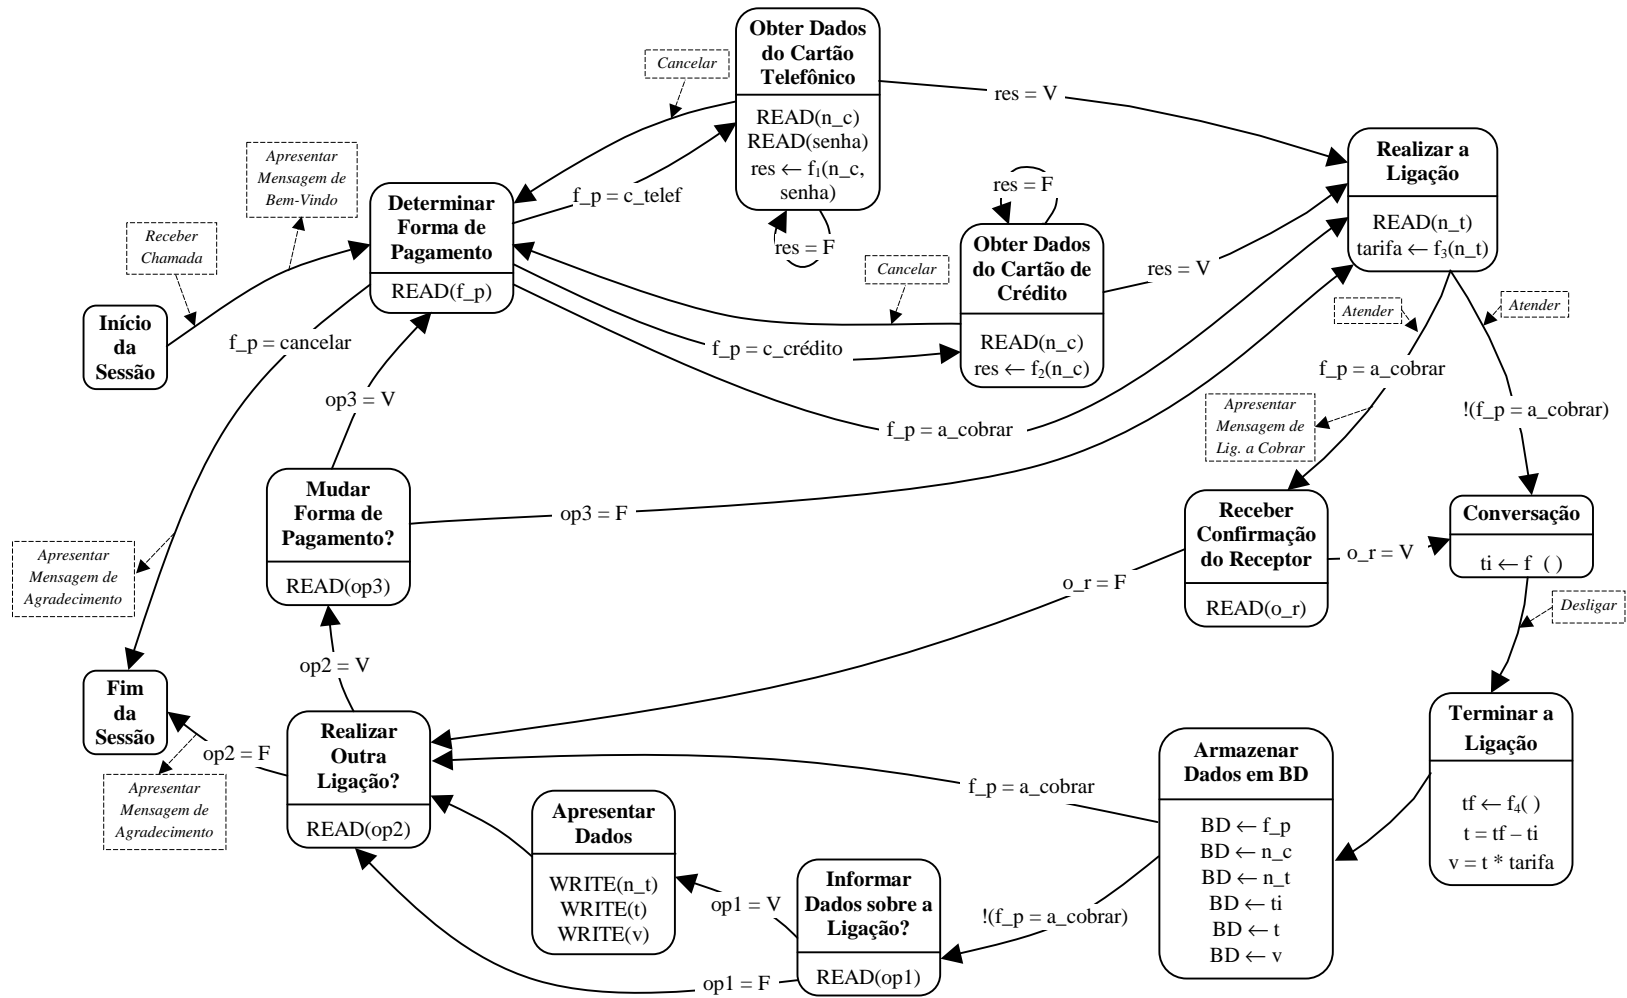 Obter Dados
do Cartão
Telefônico
READ(n_c)
READ(senha)
res ← f₁(n_c,
senha)
Cancelar
res = V
Realizar a
Ligação
READ(n_t)
tarifa ← f₃(n_t)
Apresentar
Mensagem de
Bem-Vindo
Determinar
Forma de
Pagamento
READ(f_p)
f_p = c_telef
res = F
res = F
Obter Dados
do Cartão de
Crédito
READ(n_c)
res ← f₂(n_c)
res = V
Receber
Chamada
Cancelar
Início
da
Sessão
f_p = cancelar
f_p = c_crédito
Atender
Atender
f_p = a_cobrar
op3 = V
f_p = a_cobrar
!(f_p = a_cobrar)
Apresentar
Mensagem de
Lig. a Cobrar
Mudar
Forma de
Pagamento?
READ(op3)
op3 = F
Receber
Confirmação
do Receptor
READ(o_r)
o_r = V
Conversação
ti ← f ( )
Apresentar
Mensagem de
Agradecimento
o_r = F
Desligar
op2 = V
Fim
da
Sessão
op2 = F
Realizar
Outra
Ligação?
READ(op2)
Apresentar
Mensagem de
Agradecimento
Terminar a
Ligação
tf ← f₄( )
t = tf – ti
v = t * tarifa
Armazenar
Dados em BD
BD ← f_p
BD ← n_c
BD ← n_t
BD ← ti
BD ← t
BD ← v
f_p = a_cobrar
Apresentar
Dados
WRITE(n_t)
WRITE(t)
WRITE(v)
op1 = V
Informar
Dados sobre a
Ligação?
READ(op1)
!(f_p = a_cobrar)
op1 = F